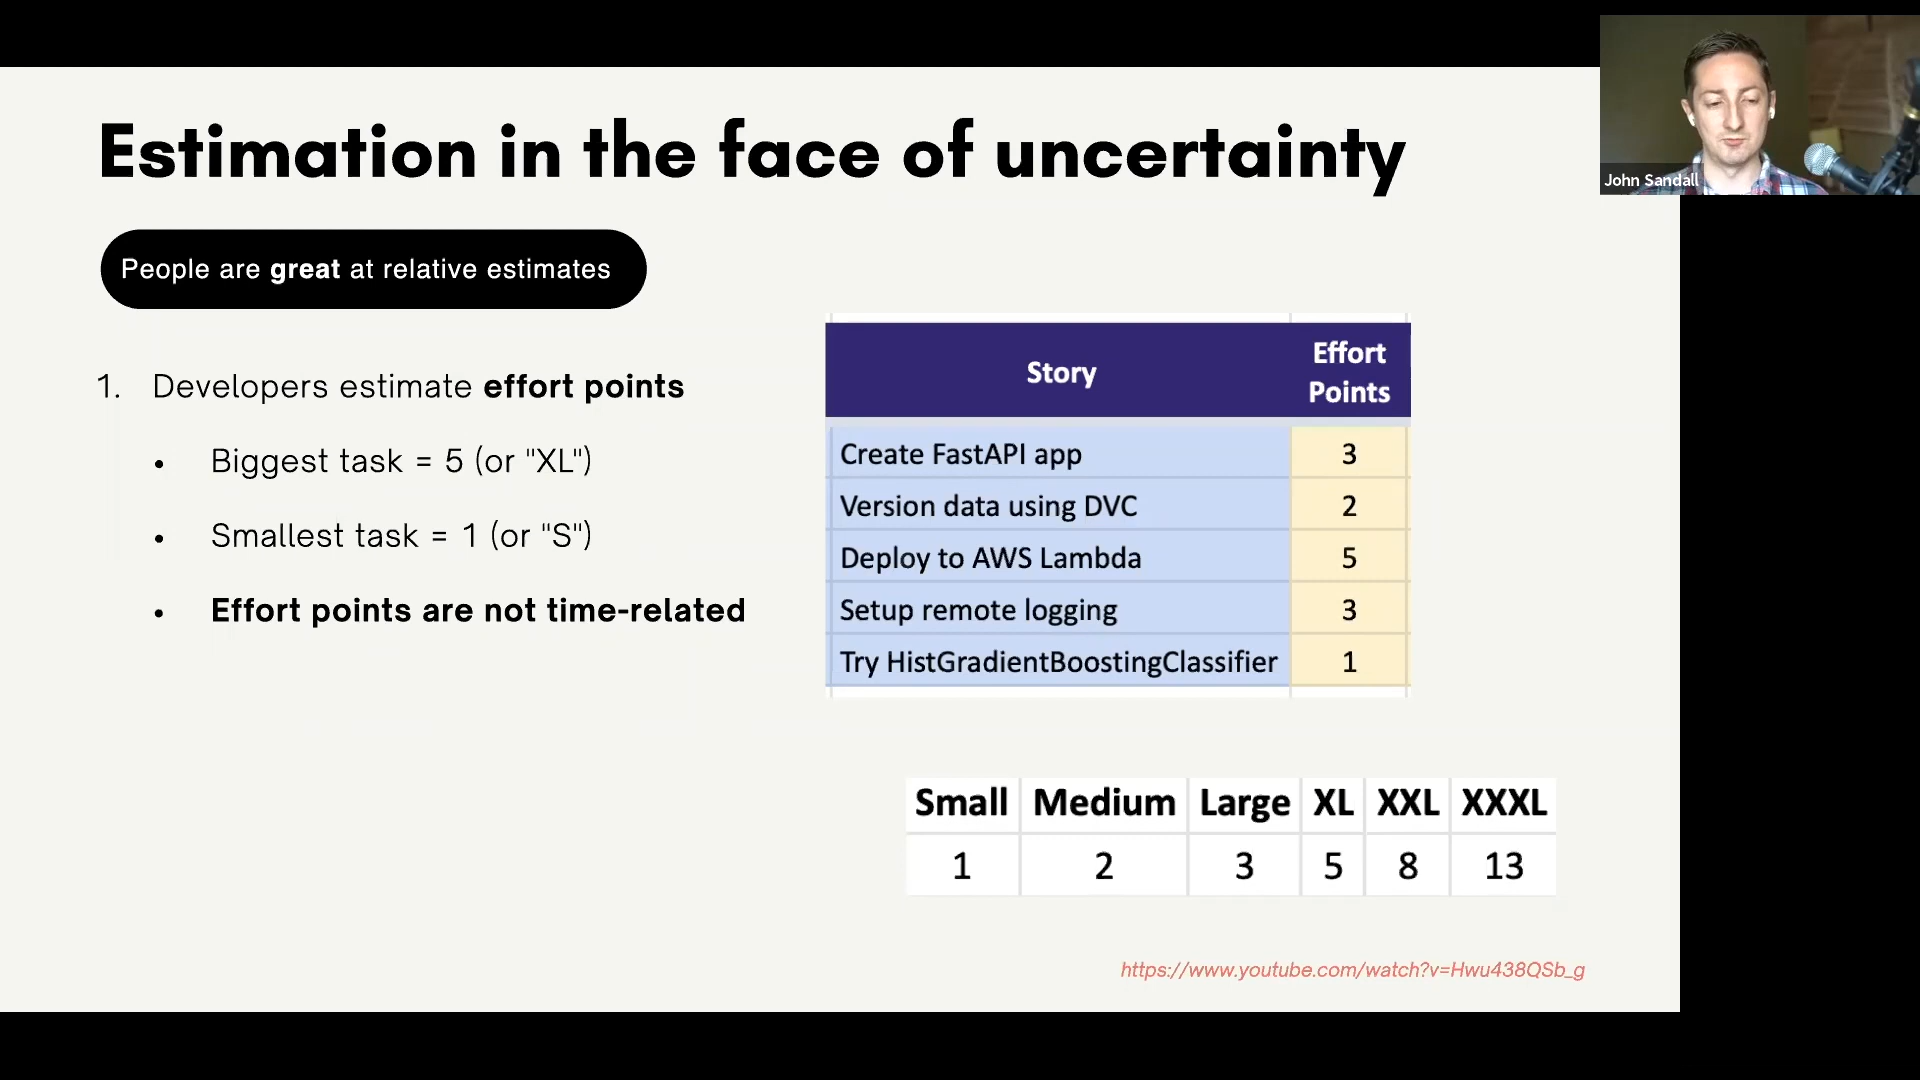 Estimation in the face of uncertainty
John Sandall
People are great at relative estimates
1. Developers estimate effort points
• Biggest task = 5 (or "XL")
• Smallest task = 1 (or "S")
• Effort points are not time-related
Story Effort Points
Create FastAPI app 3
Version data using DVC 2
Deploy to AWS Lambda 5
Setup remote logging 3
Try HistGradientBoostingClassifier 1
Small Medium Large XL XXL XXXL
1 2 3 5 8 13
https://www.youtube.com/watch?v=Hwu438QSb_g